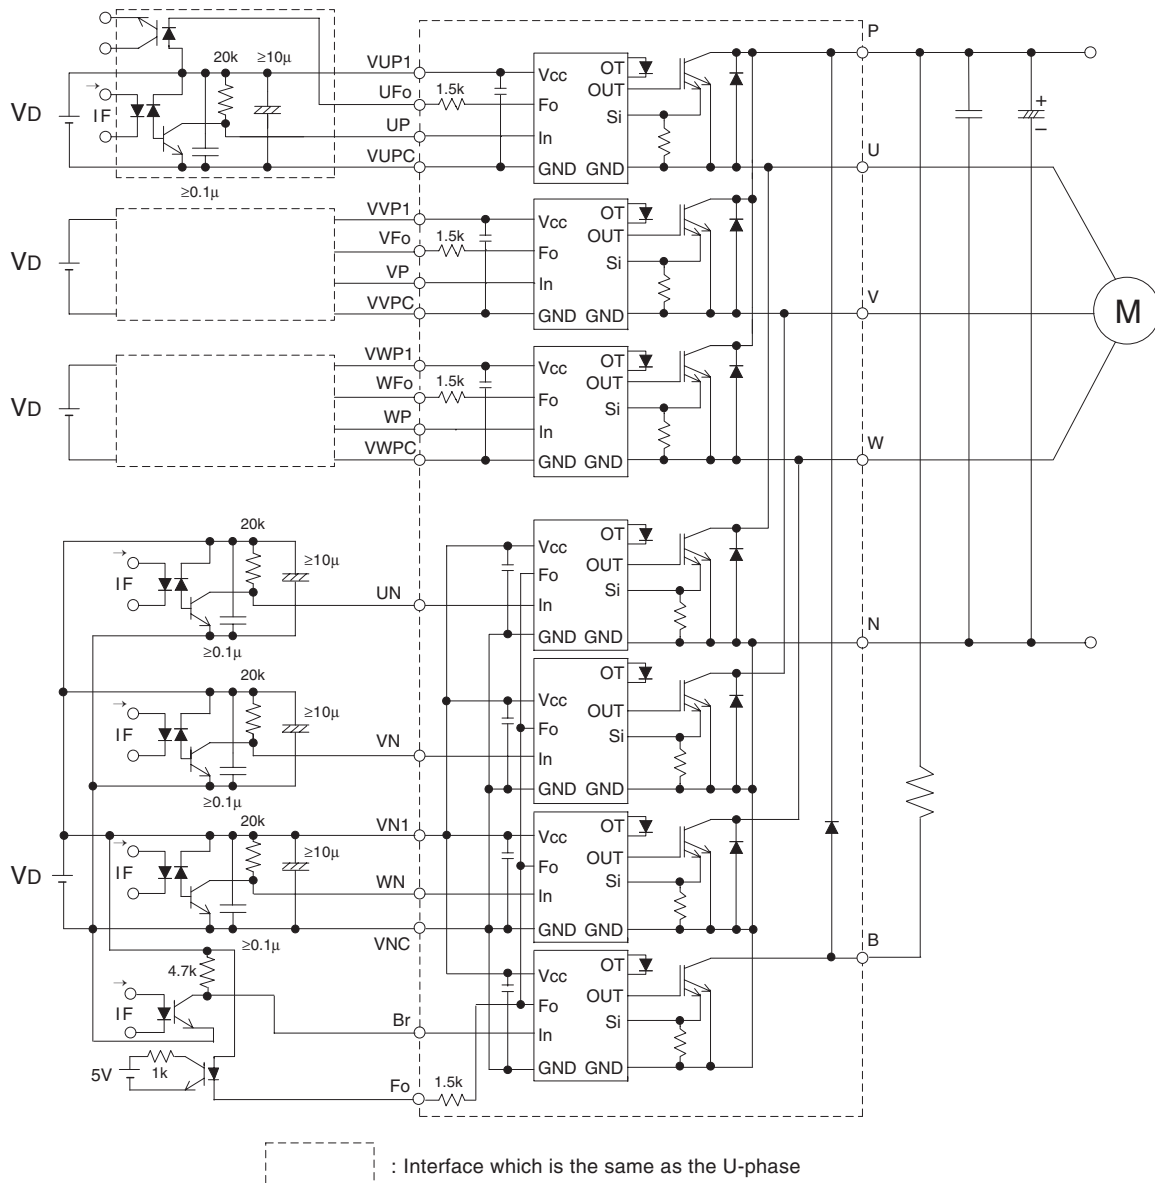 P
20k
≥10μ
VUP1
OT
Vcc
OUT
UFo
1.5k
Fo
Si
VD
IF
UP
In
+
−
VUPC
GND GND
U
≥0.1μ
VVP1
OT
Vcc
OUT
VFo
1.5k
Fo
Si
VD
VP
In
VVPC
GND GND
V
M
VWP1
OT
Vcc
OUT
WFo
1.5k
Fo
Si
VD
WP
In
VWPC
GND GND
W
20k
≥10μ
OT
Vcc
OUT
Fo
Si
IF
UN
In
GND GND
N
≥0.1μ
20k
≥10μ
OT
Vcc
OUT
Fo
Si
IF
VN
In
GND GND
≥0.1μ
20k
≥10μ
VN1
OT
Vcc
OUT
Fo
Si
VD
IF
WN
In
GND GND
VNC
≥0.1μ
B
4.7k
OT
Vcc
OUT
Fo
Si
IF
Br
In
GND GND
5V
1k
Fo
1.5k
: Interface which is the same as the U-phase